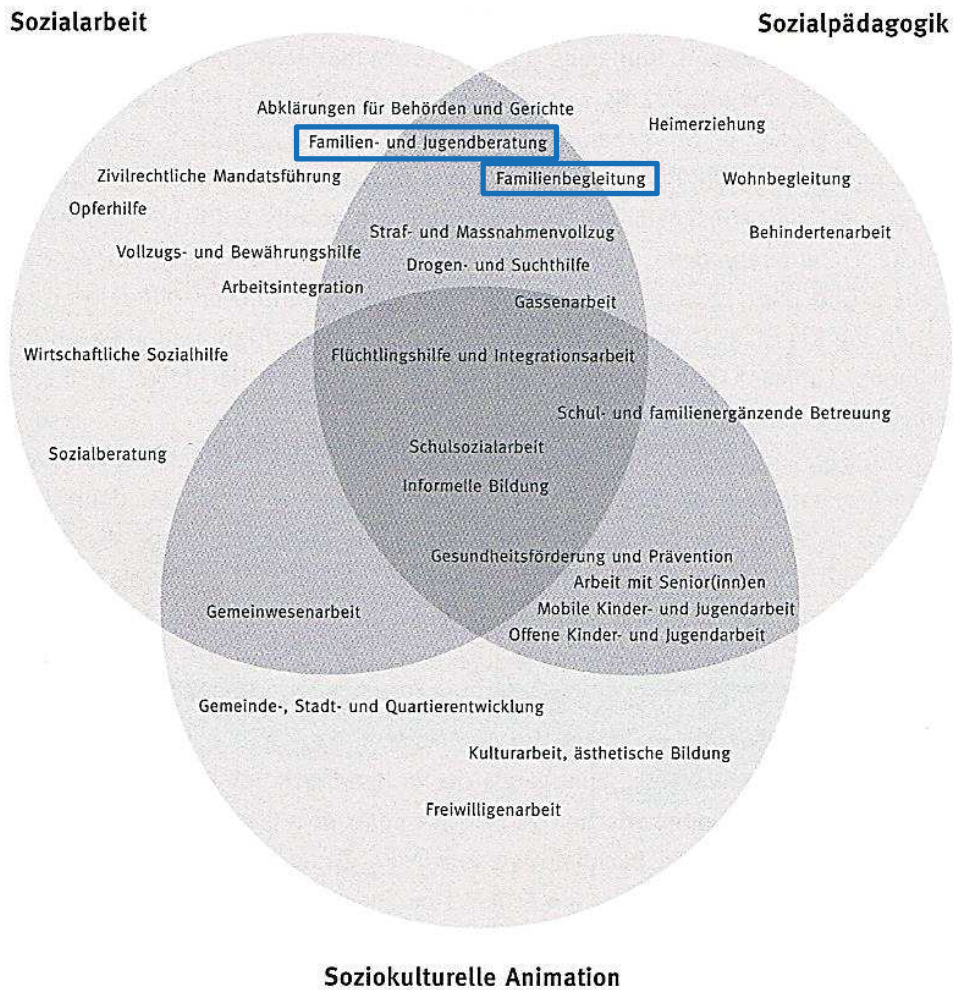 Sozialarbeit
Sozialpädagogik
Abklärungen für Behörden und Gerichte
Heimerziehung
Familien- und Jugendberatung
Zivilrechtliche Mandatsführung
Familienbegleitung
Wohnbegleitung
Opferhilfe
Straf- und Massnahmenvollzug
Behindertenarbeit
Vollzugs- und Bewährungshilfe
Drogen- und Suchthilfe
Arbeitsintegration
Gassenarbeit
Wirtschaftliche Sozialhilfe
Flüchtlingshilfe und Integrationsarbeit
Schul- und familienergänzende Betreuung
Sozialberatung
Schulsozialarbeit
Informelle Bildung
Gesundheitsförderung und Prävention
Arbeit mit Senior(inn)en
Gemeinwesenarbeit
Mobile Kinder- und Jugendarbeit
Offene Kinder- und Jugendarbeit
Gemeinde-, Stadt- und Quartierentwicklung
Kulturarbeit, ästhetische Bildung
Freiwilligenarbeit
Soziokulturelle Animation